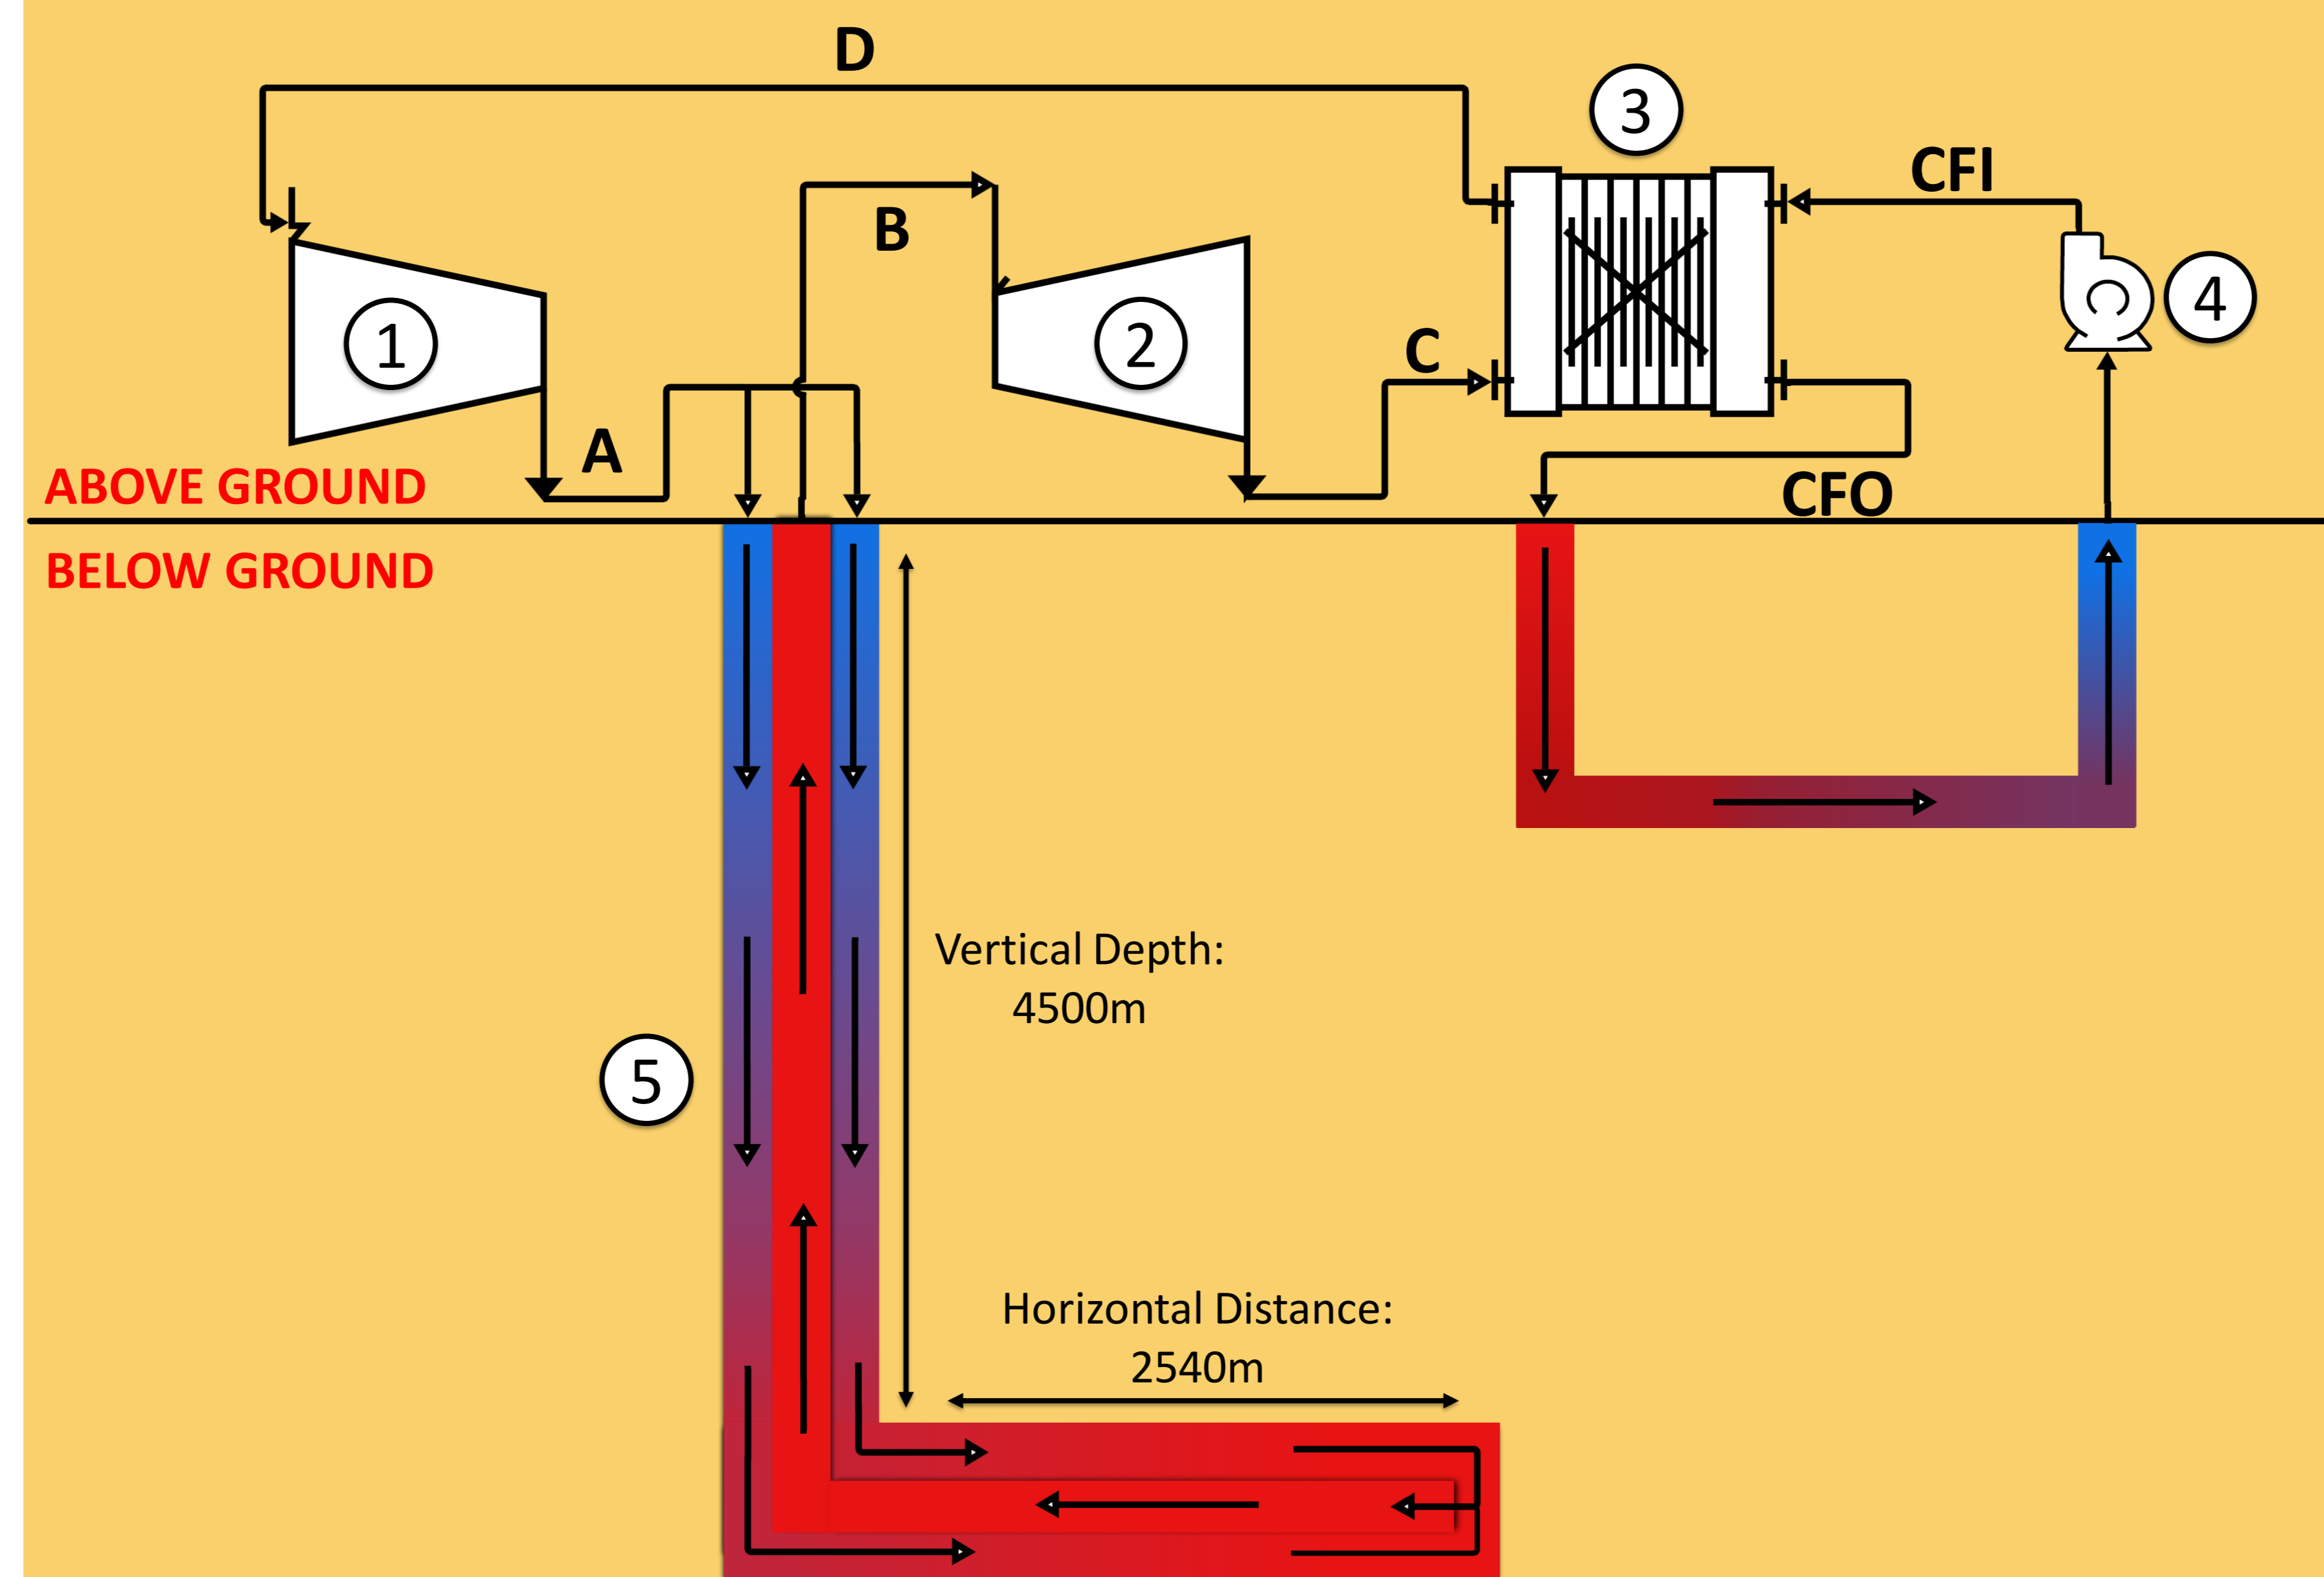 D
3
CFI
B
4
1
2
C
A
ABOVE GROUND
CFO
BELOW GROUND
Vertical Depth:
4500m
5
Horizontal Distance:
2540m